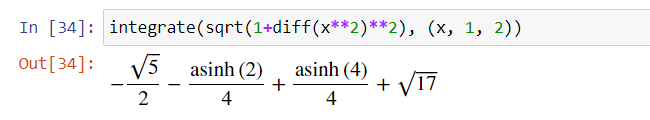 In [34]: integrate(sqrt(1+diff(x**2)**2), (x, 1, 2))
Out[34]: -√5/2 - asinh (2)/4 + asinh (4)/4 + √17